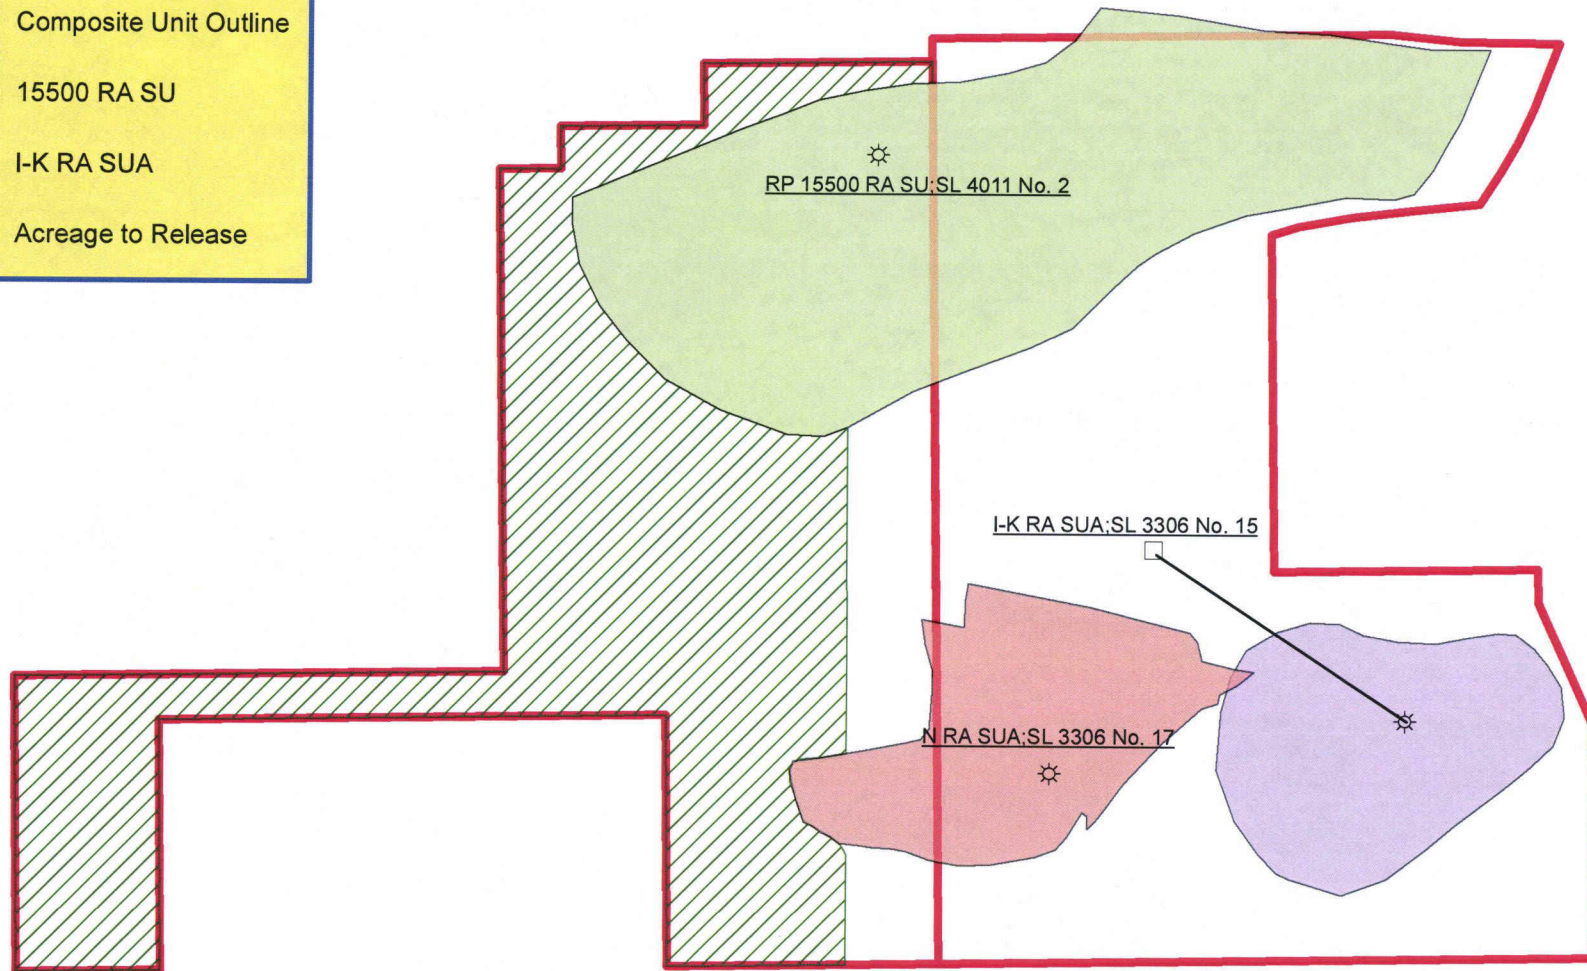 Composite Unit Outline
15500 RA SU
I-K RA SUA
Acreage to Release
RP 15500 RA SU;SL 4011 No. 2
I-K RA SUA;SL 3306 No. 15
N RA SUA;SL 3306 No. 17